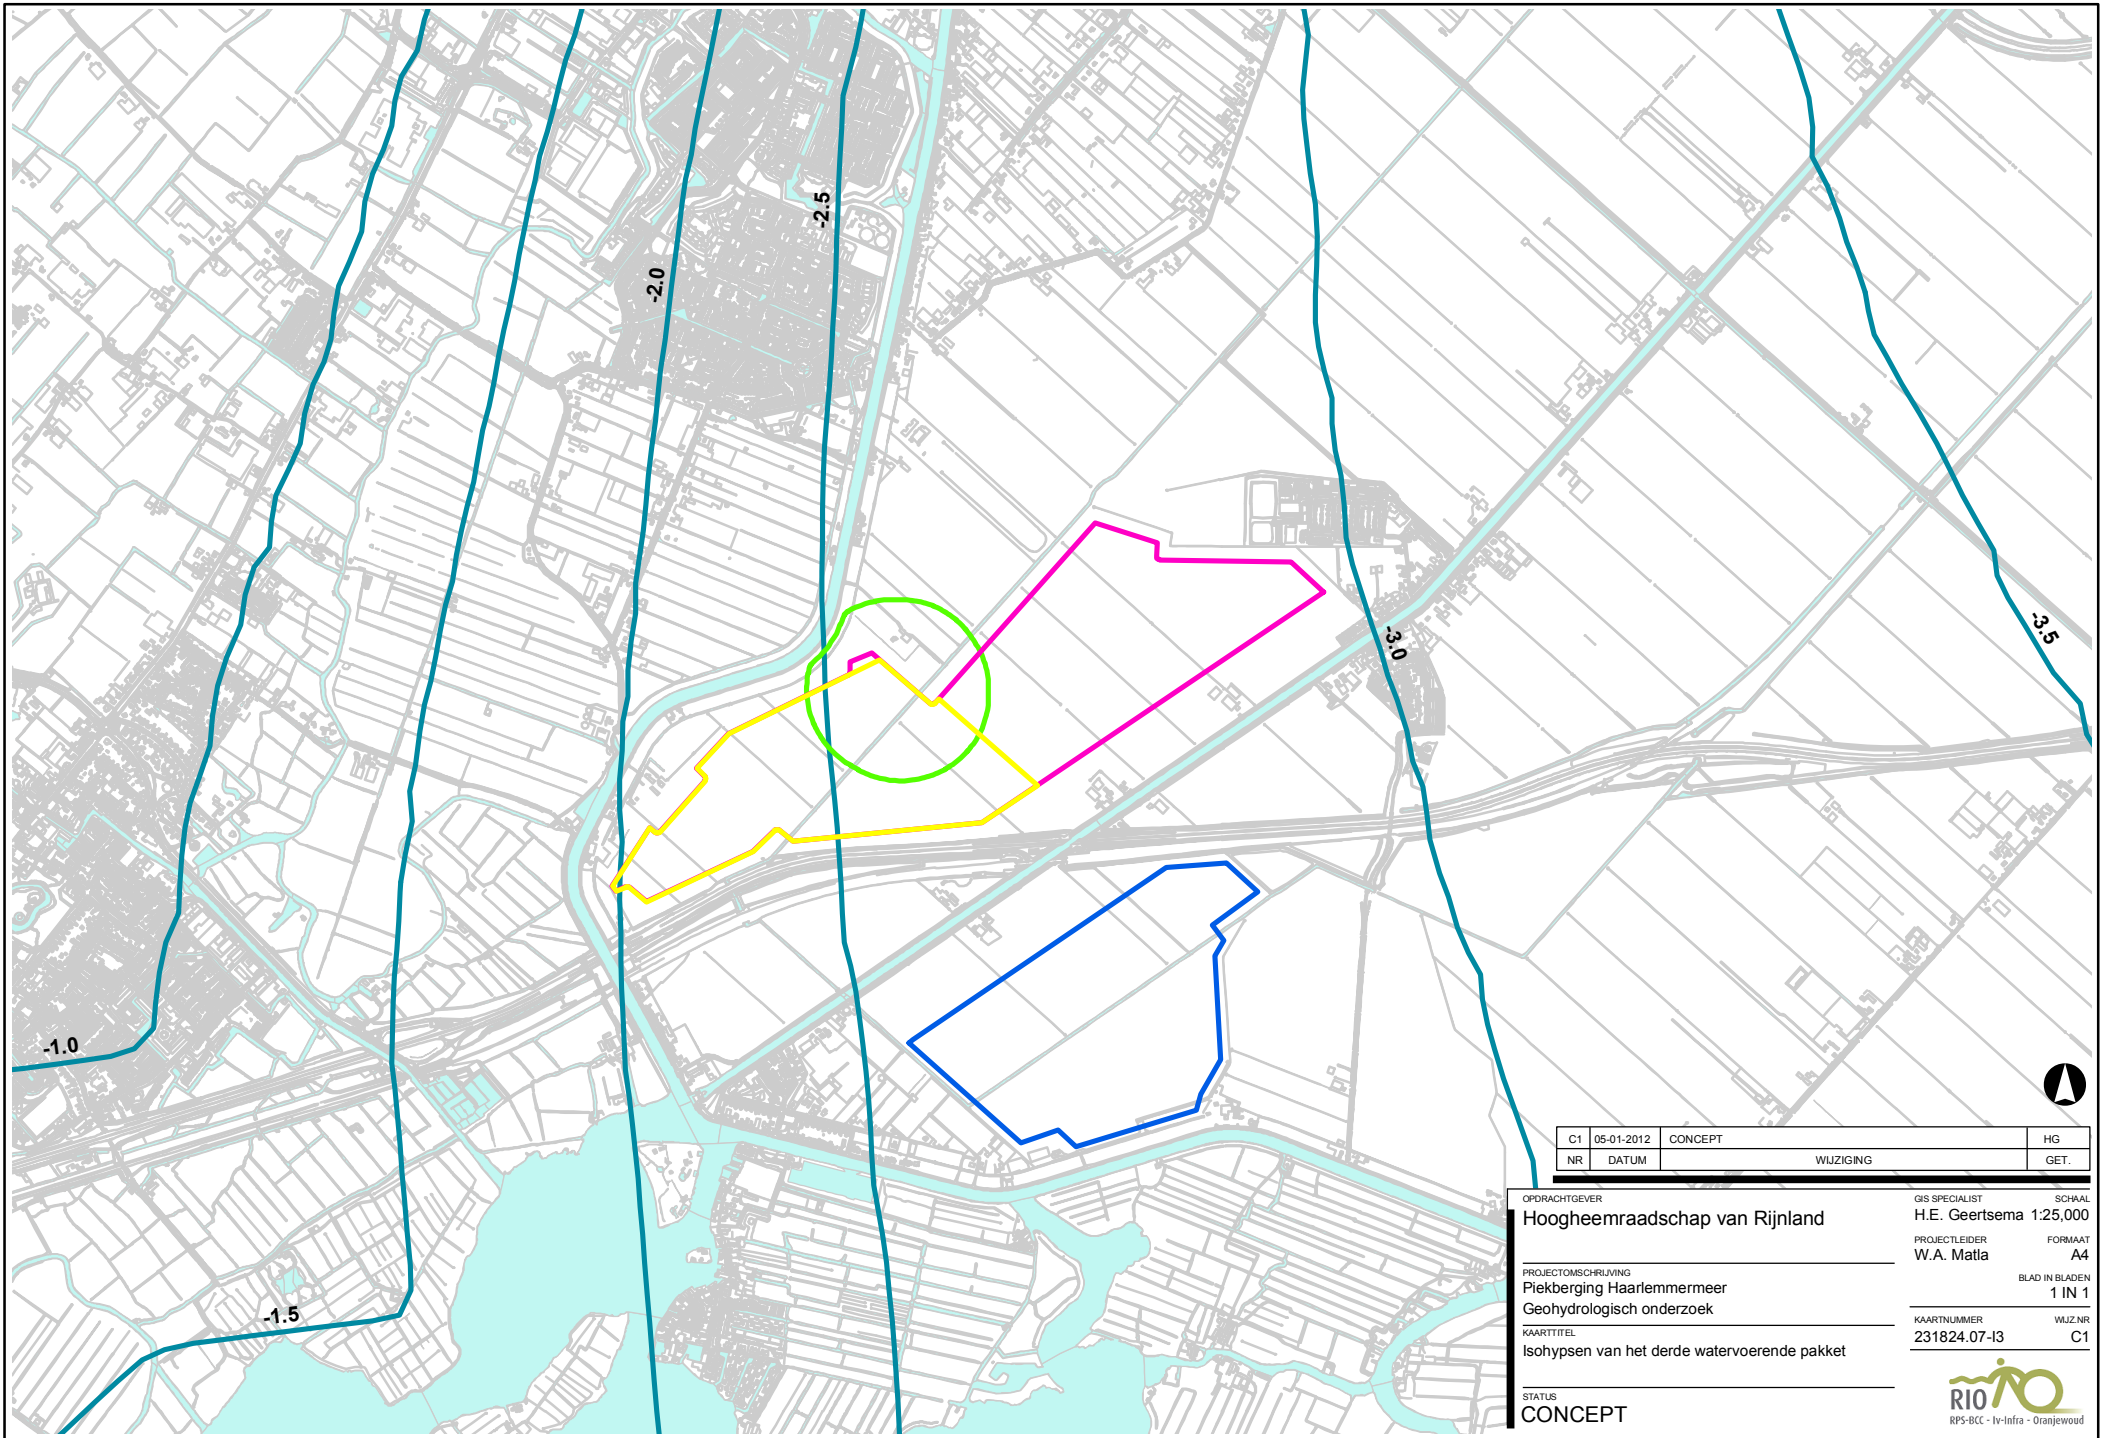 -2.5
-2.0
-3.0
-3.5
-1.0
-1.5
C1 05-01-2012 CONCEPT HG
NR DATUM WIJZIGING GET.
OPDRACHTGEVER
Hoogheemraadschap van Rijnland
GIS SPECIALIST SCHAAL
H.E. Geertsema 1:25,000
PROJECTLEIDER FORMAAT
W.A. Matla A4
PROJECTOMSCHRIJVING
Piekberging Haarlemmermeer
Geohydrologisch onderzoek
BLAD IN BLADEN
1 IN 1
KAARTTITEL
Isohypsen van het derde watervoerende pakket
KAARTNUMMER WIJZ.NR
231824.07-I3 C1
STATUS
CONCEPT
RIO
RPS-BCC - Iv-Infra - Oranjewoud